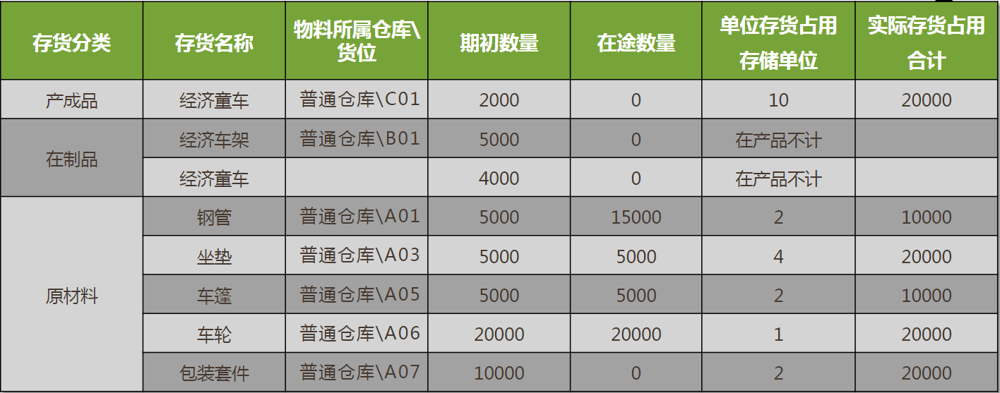 存货分类 存货名称 物料所属仓库\货位 期初数量 在途数量 单位存货占用存储单位 实际存货占用合计
产成品 经济童车 普通仓库\C01 2000 0 10 20000
在制品 经济车架 普通仓库\B01 5000 0 在产品不计
经济童车 4000 0 在产品不计
原材料 钢管 普通仓库\A01 5000 15000 2 10000
坐垫 普通仓库\A03 5000 5000 4 20000
车篷 普通仓库\A05 5000 5000 2 10000
车轮 普通仓库\A06 20000 20000 1 20000
包装套件 普通仓库\A07 10000 0 2 20000